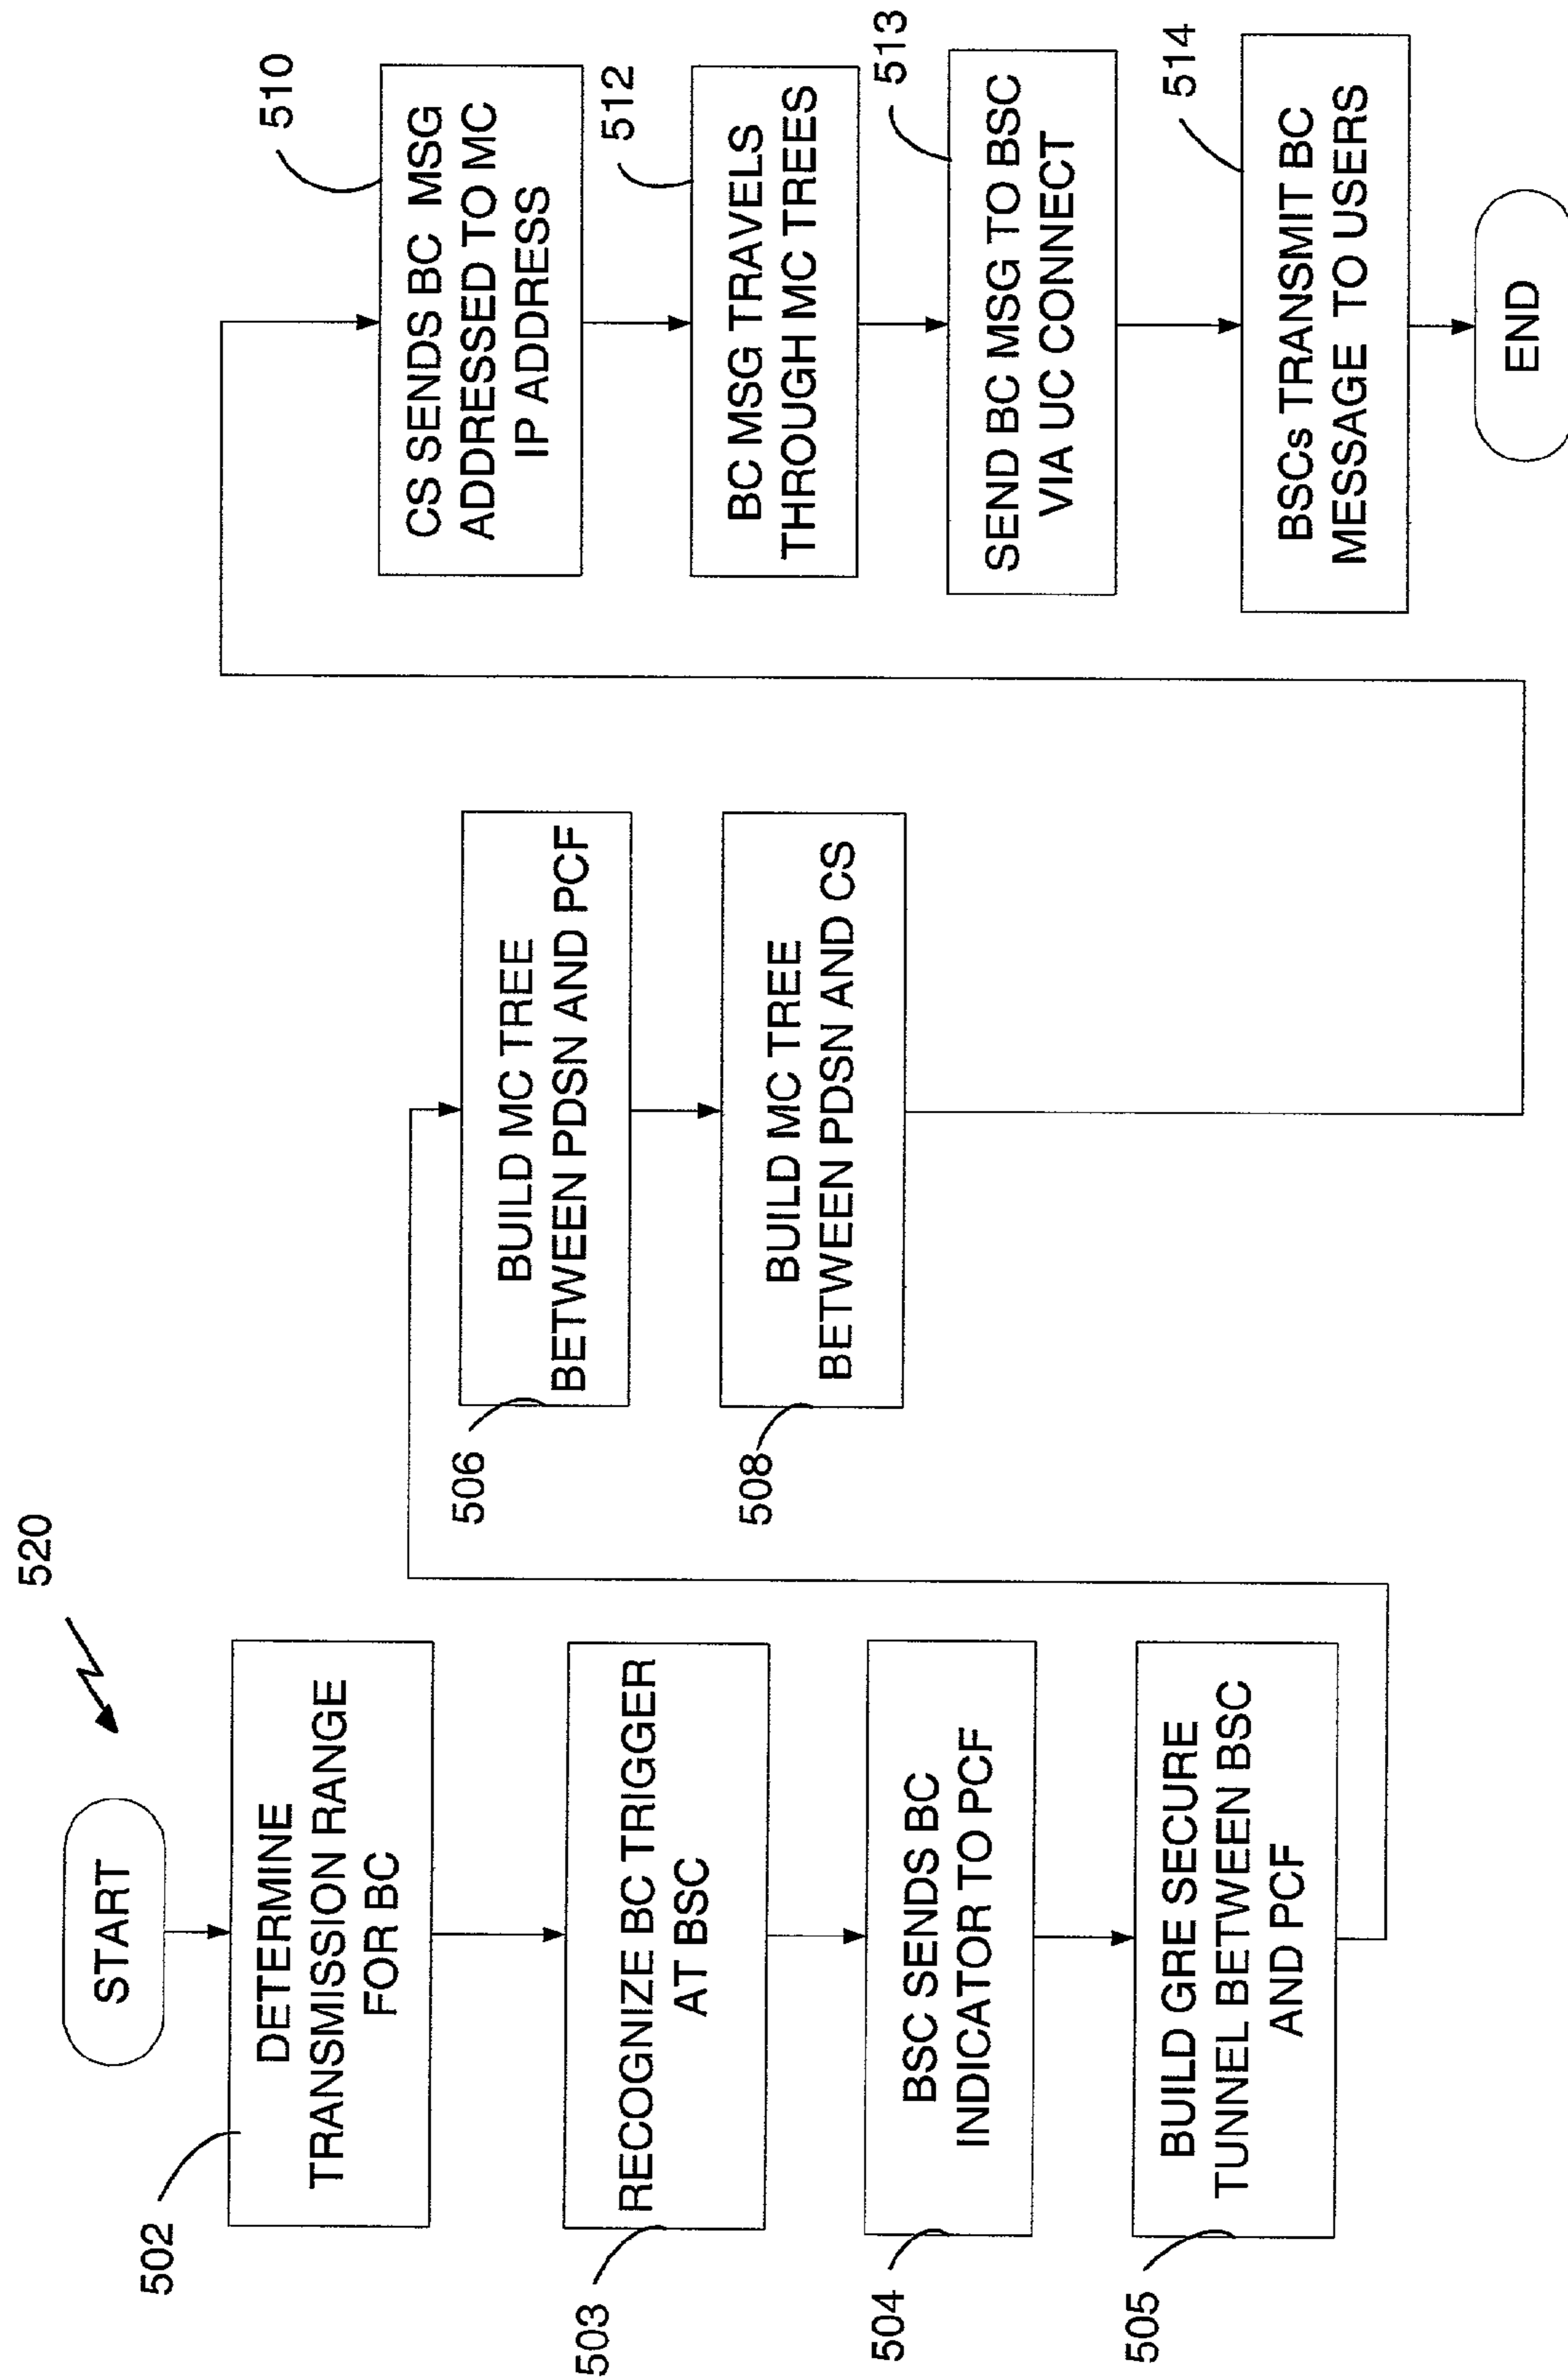 520
START
DETERMINE
TRANSMISSION RANGE
FOR BC
502
RECOGNIZE BC TRIGGER
AT BSC
503
BSC SENDS BC
INDICATOR TO PCF
504
BUILD GRE SECURE
TUNNEL BETWEEN BSC
AND PCF
505
BUILD MC TREE
BETWEEN PDSN AND PCF
506
BUILD MC TREE
BETWEEN PDSN AND CS
508
510
CS SENDS BC MSG
ADDRESSED TO MC
IP ADDRESS
512
BC MSG TRAVELS
THROUGH MC TREES
513
SEND BC MSG TO BSC
VIA UC CONNECT
514
BSCs TRANSMIT BC
MESSAGE TO USERS
END